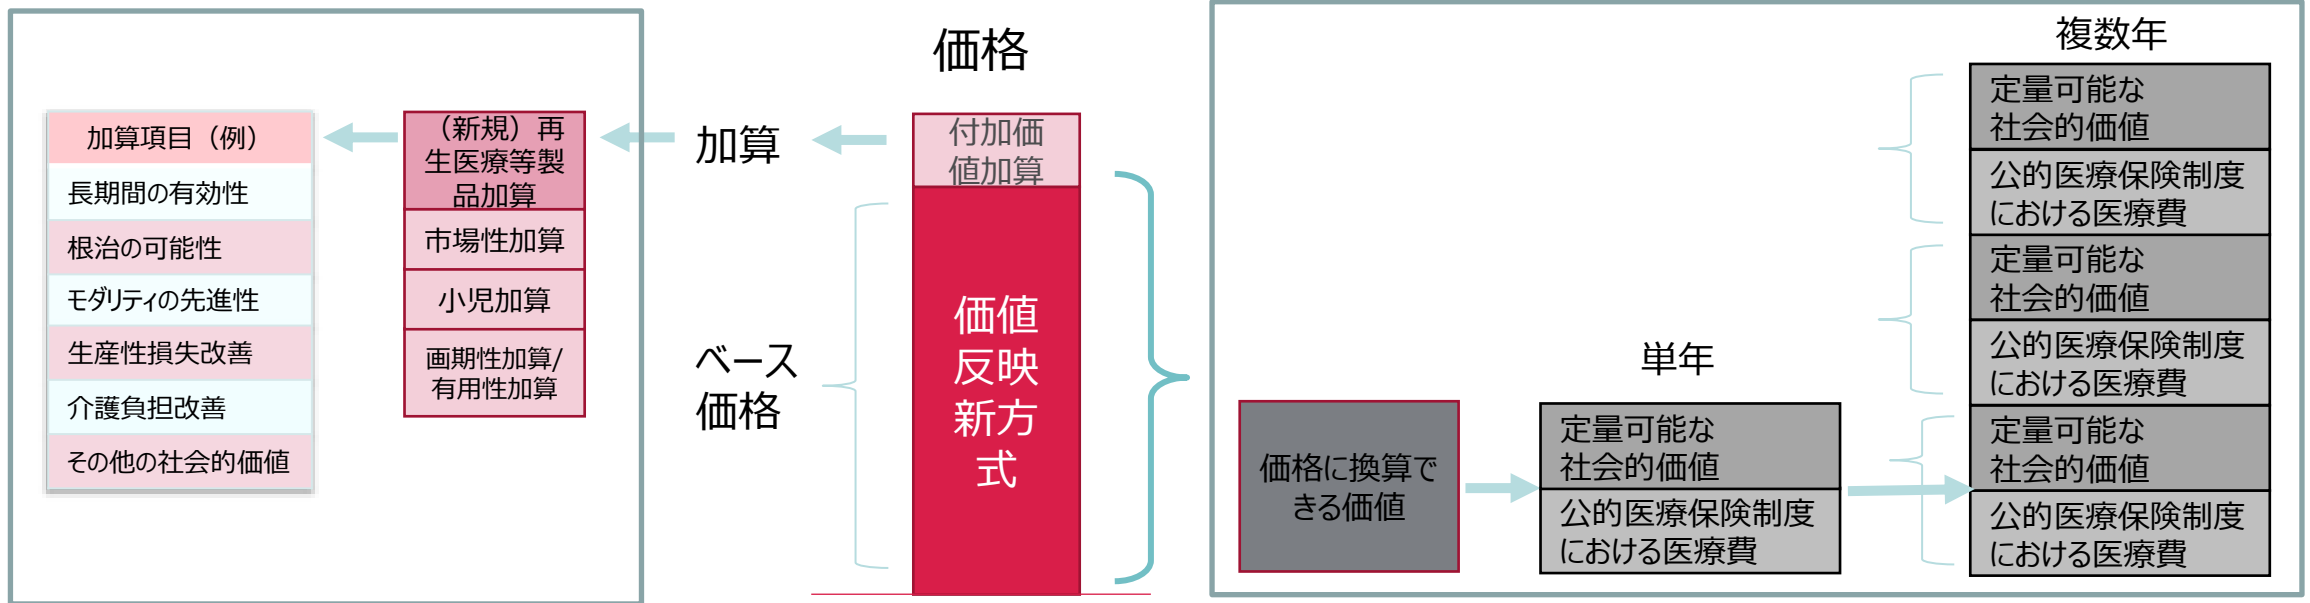 加算項目（例）
長期間の有効性
根治の可能性
モダリティの先進性
生産性損失改善
介護負担改善
その他の社会的価値
（新規）再
生医療等製
品加算
市場性加算
小児加算
画期性加算/
有用性加算
加算
ベース
価格
価格
付加価
値加算
価値
反映
新方
式
価格に換算で
きる価値
単年
定量可能な
社会的価値
公的医療保険制度
における医療費
複数年
定量可能な
社会的価値
公的医療保険制度
における医療費
定量可能な
社会的価値
公的医療保険制度
における医療費
定量可能な
社会的価値
公的医療保険制度
における医療費